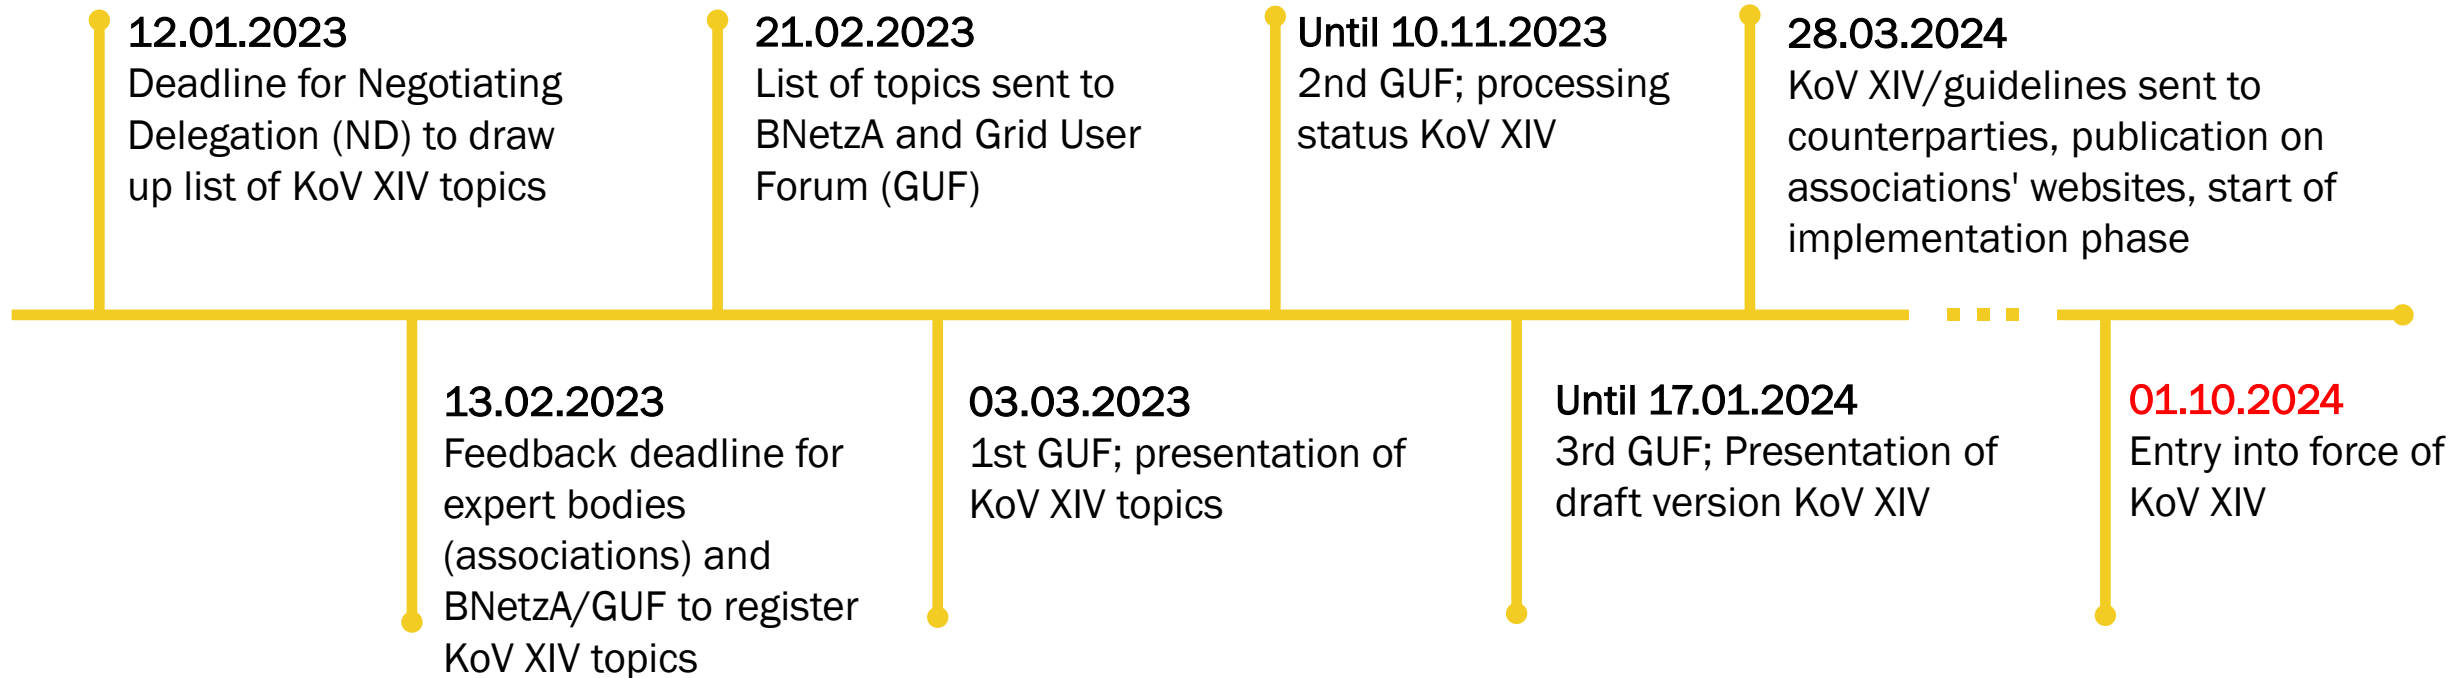 12.01.2023
Deadline for Negotiating
Delegation (ND) to draw
up list of KoV XIV topics
21.02.2023
List of topics sent to
BNetzA and Grid User
Forum (GUF)
Until 10.11.2023
2nd GUF; processing
status KoV XIV
28.03.2024
KoV XIV/guidelines sent to
counterparties, publication on
associations' websites, start of
implementation phase
13.02.2023
Feedback deadline for
expert bodies
(associations) and
BNetzA/GUF to register
KoV XIV topics
03.03.2023
1st GUF; presentation of
KoV XIV topics
Until 17.01.2024
3rd GUF; Presentation of
draft version KoV XIV
01.10.2024
Entry into force of
KoV XIV